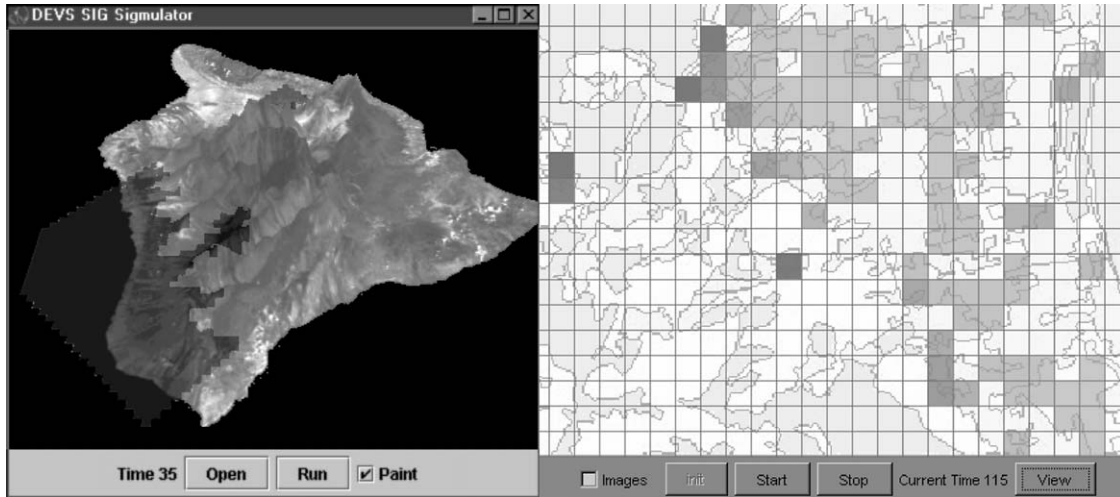 DEVS SIG Sigmulator
Time 35 Open Run Paint
Images init Start Stop Current Time 115 View